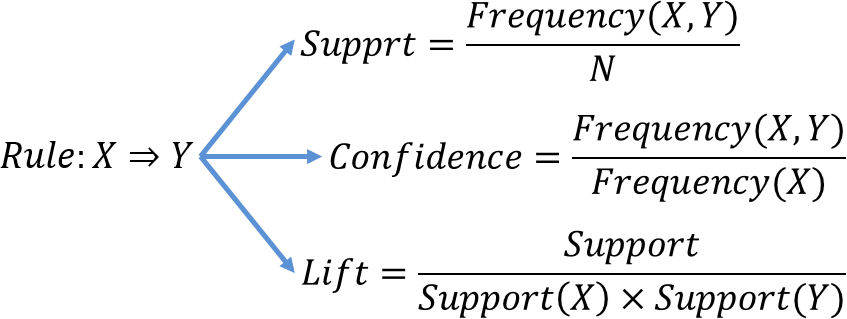 Supprt = Frequency(X, Y) / N
Rule: X ⇒ Y
Confidence = Frequency(X, Y) / Frequency(X)
Lift = Support / Support(X) × Support(Y)